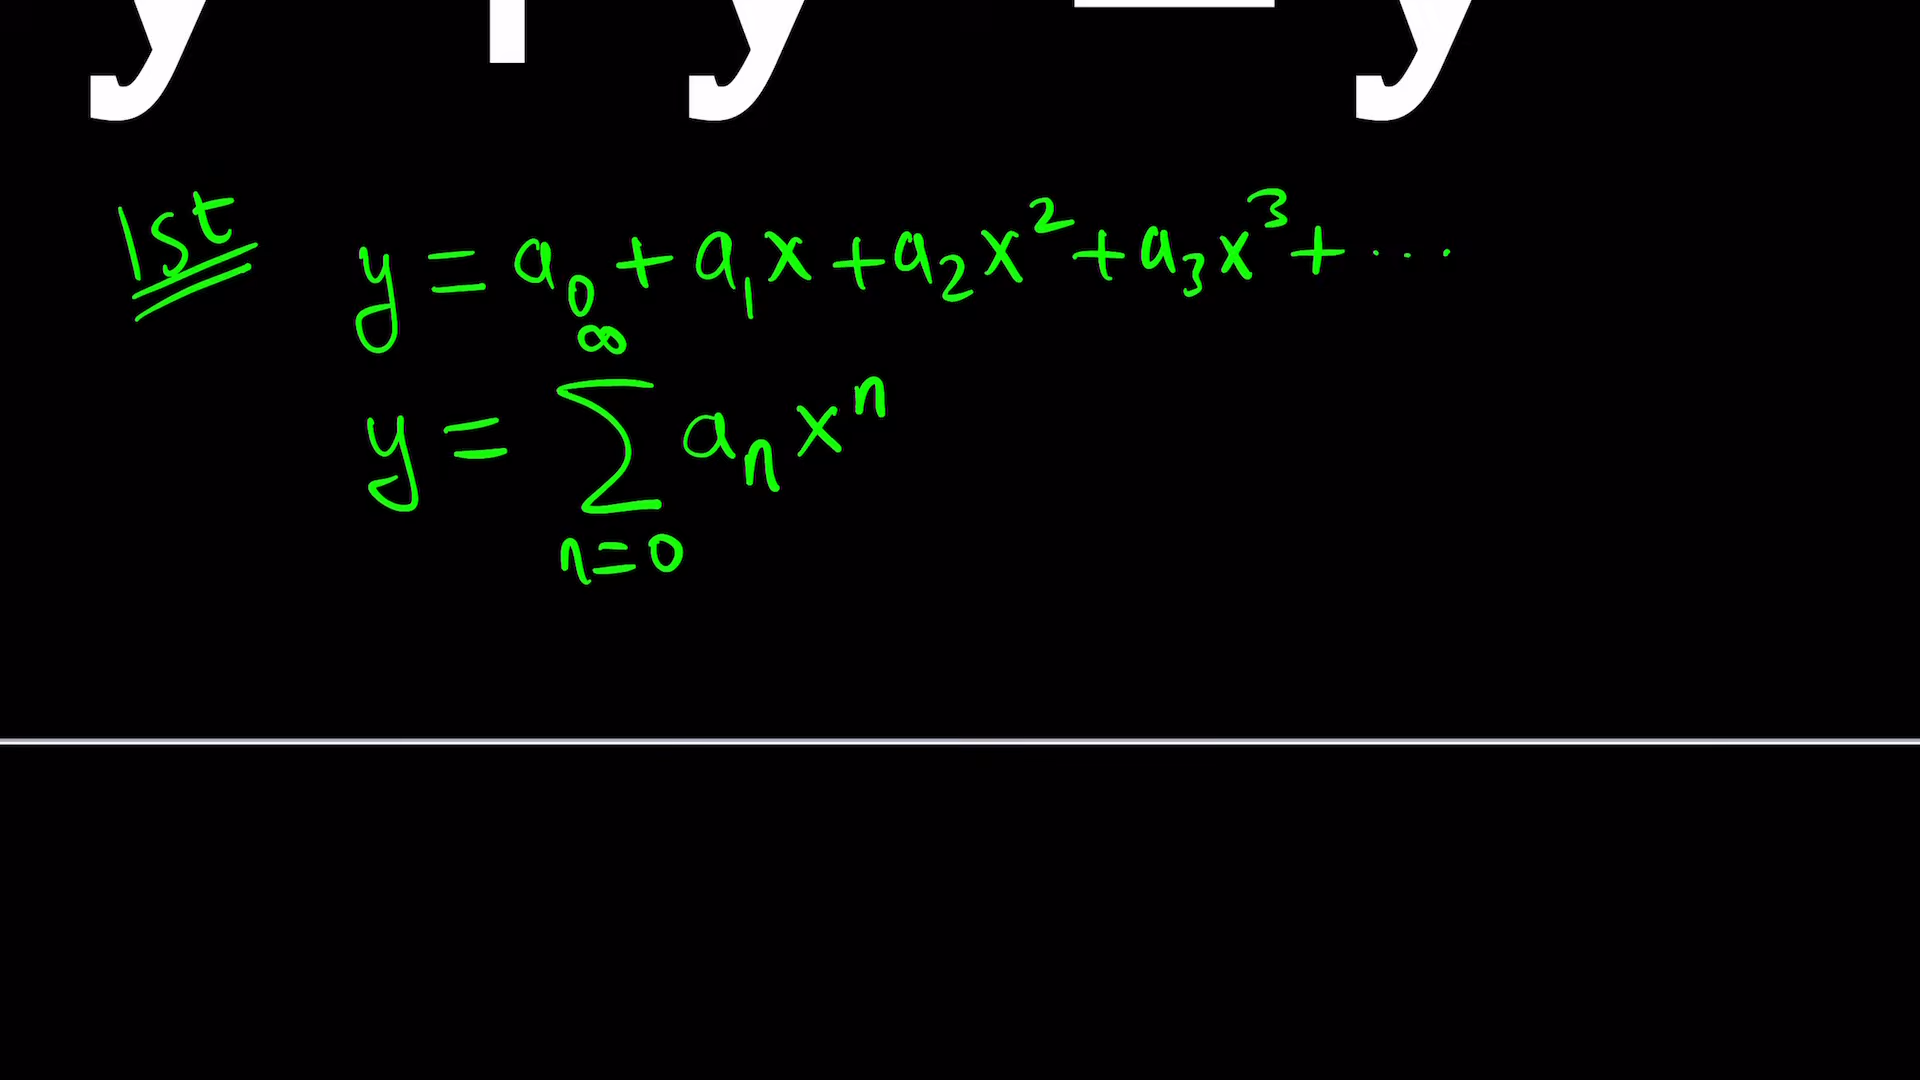 y + y = y
1st y = a₀ + a₁x + a₂x² + a₃x³ + ...
y = ∑_{n=0}^{∞} aₙxⁿ